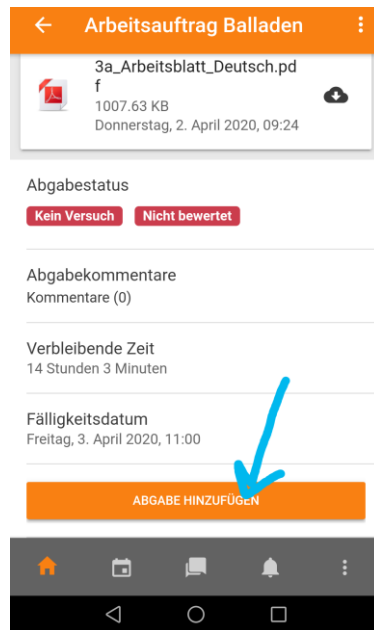 Arbeitsauftrag Balladen
3a_Arbeitsblatt_Deutsch.pd
f
1007.63 KB
Donnerstag, 2. April 2020, 09:24
Abgabestatus
Kein Versuch Nicht bewertet
Abgabekommentare
Kommentare (0)
Verbleibende Zeit
14 Stunden 3 Minuten
Fälligkeitsdatum
Freitag, 3. April 2020, 11:00
ABGABE HINZUFÜGEN